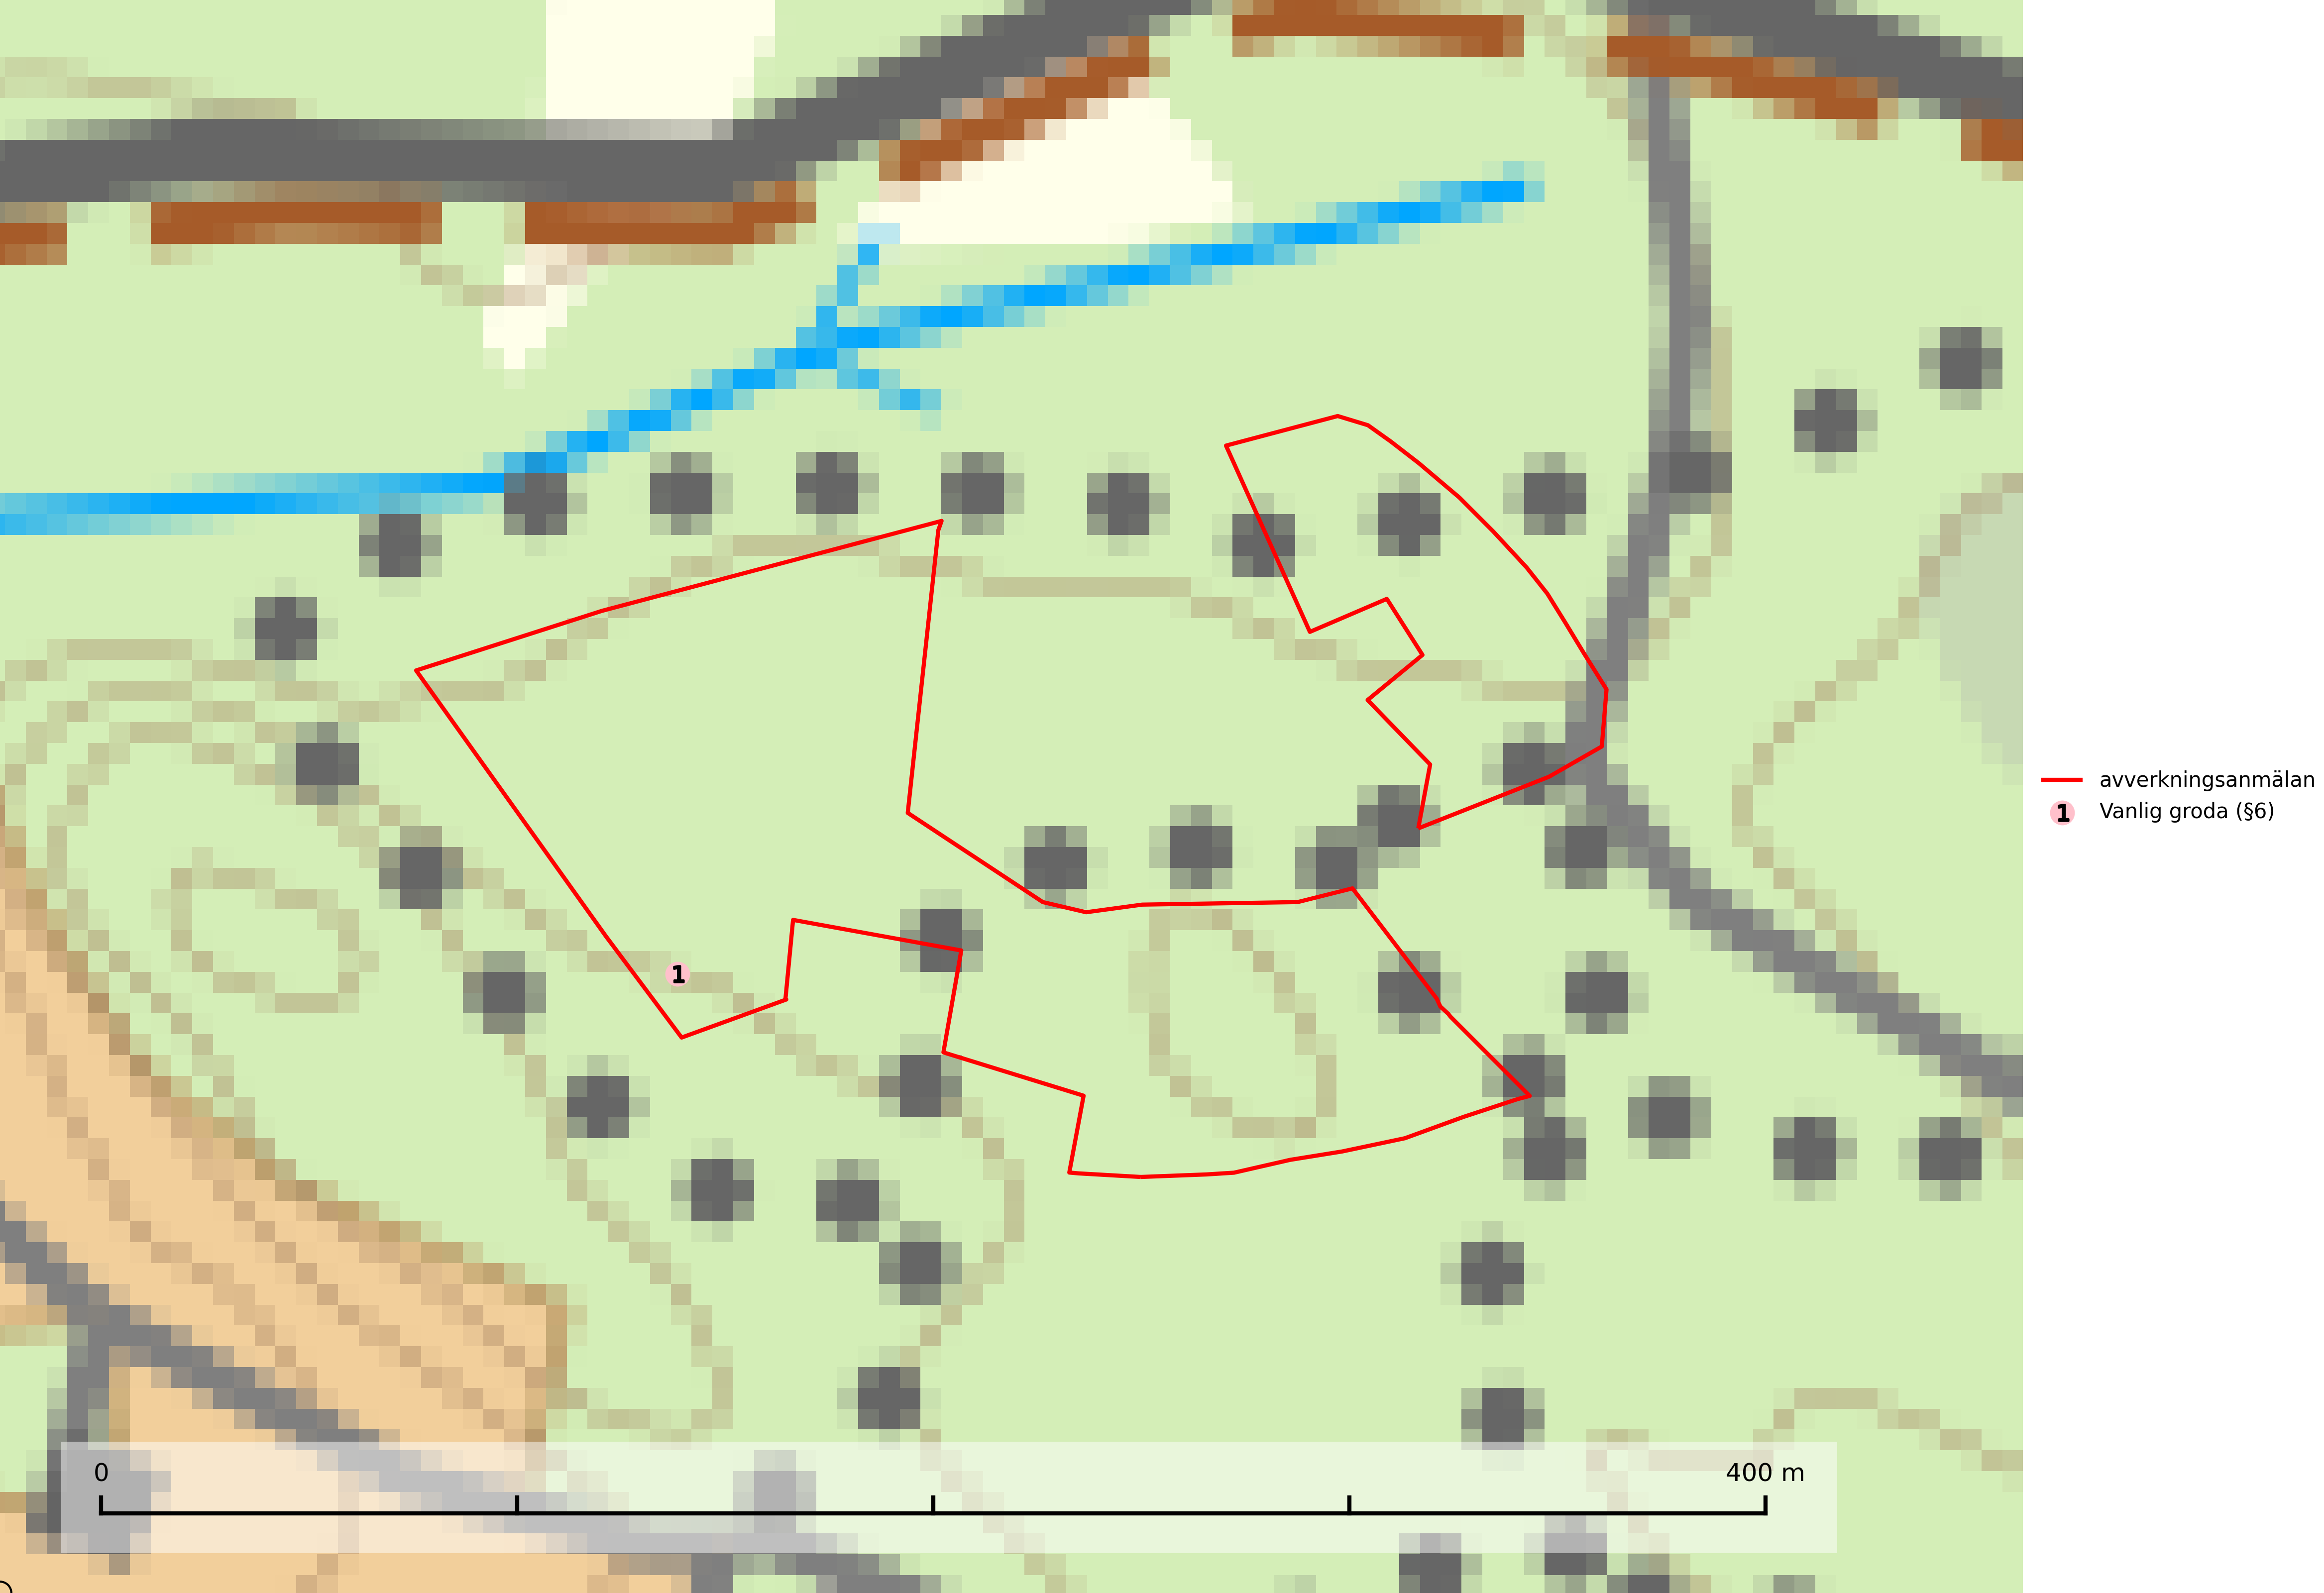 avverkningsanmälan
1 Vanlig groda (§6)
1
0 400 m